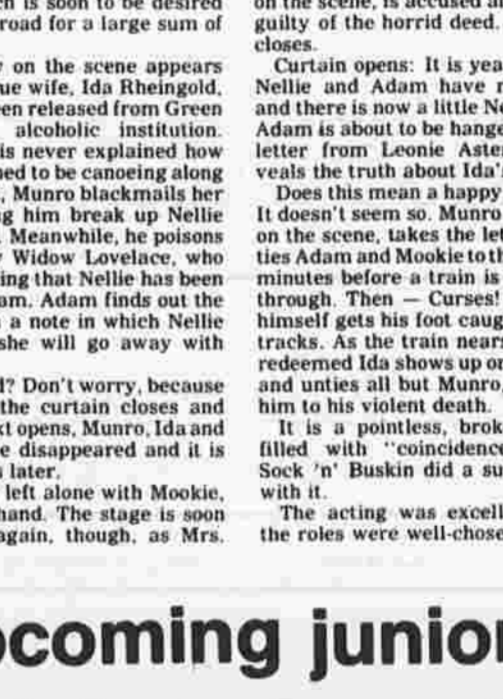 n is soon to be desired
road for a large sum of
on the scene appears
ue wife, Ida Rheingold,
en released from Green
alcoholic institution.
is never explained how
ed to be canoeing along
, Munro blackmails her
g him break up Nellie
. Meanwhile, he poisons
Widow Lovelace, who
ing that Nellie has been
am. Adam finds out the
a note in which Nellie
she will go away with
d? Don't worry, because
the curtain closes and
xt opens, Munro, Ida and
e disappeared and it is
s later.
left alone with Mookie,
hand. The stage is soon
again, though, as Mrs.
on the scene, is accused a
guilty of the horrid deed.
closes.
Curtain opens: It is yea
Nellie and Adam have r
and there is now a little Ne
Adam is about to be hange
letter from Leonie Aste
veals the truth about Ida'
Does this mean a happy
It doesn't seem so. Munro
on the scene, takes the let
ties Adam and Mookie to th
minutes before a train is
through. Then — Curses!
himself gets his foot caug
tracks. As the train nears
redeemed Ida shows up or
and unties all but Munro,
him to his violent death.
It is a pointless, brok
filled with "coincidence
Sock 'n' Buskin did a su
with it.
The acting was excell
the roles were well-chose
pcoming junior